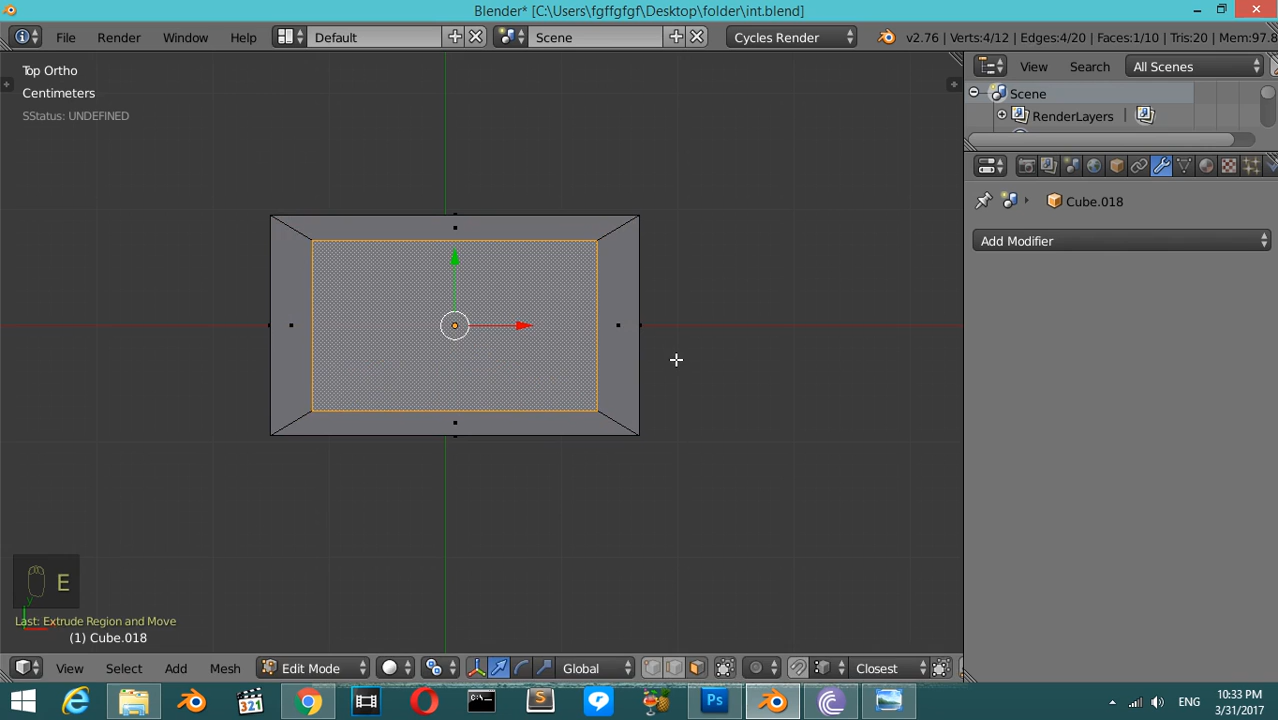 Blender* [C:\Users\fgffgfgf\Desktop\folder\int.blend]
File Render Window Help Default Scene Cycles Render v2.76 | Verts:4/12 | Edges:4/20 | Faces:1/10 | Tris:20 | Mem:97.8
Top Ortho
Centimeters
SStatus: UNDEFINED
View Search All Scenes
Scene
RenderLayers
Cube.018
Add Modifier
E
Last: Extrude Region and Move
(1) Cube.018
View Select Add Mesh Edit Mode Global Closest
321
Ps
ENG
10:33 PM
3/31/2017